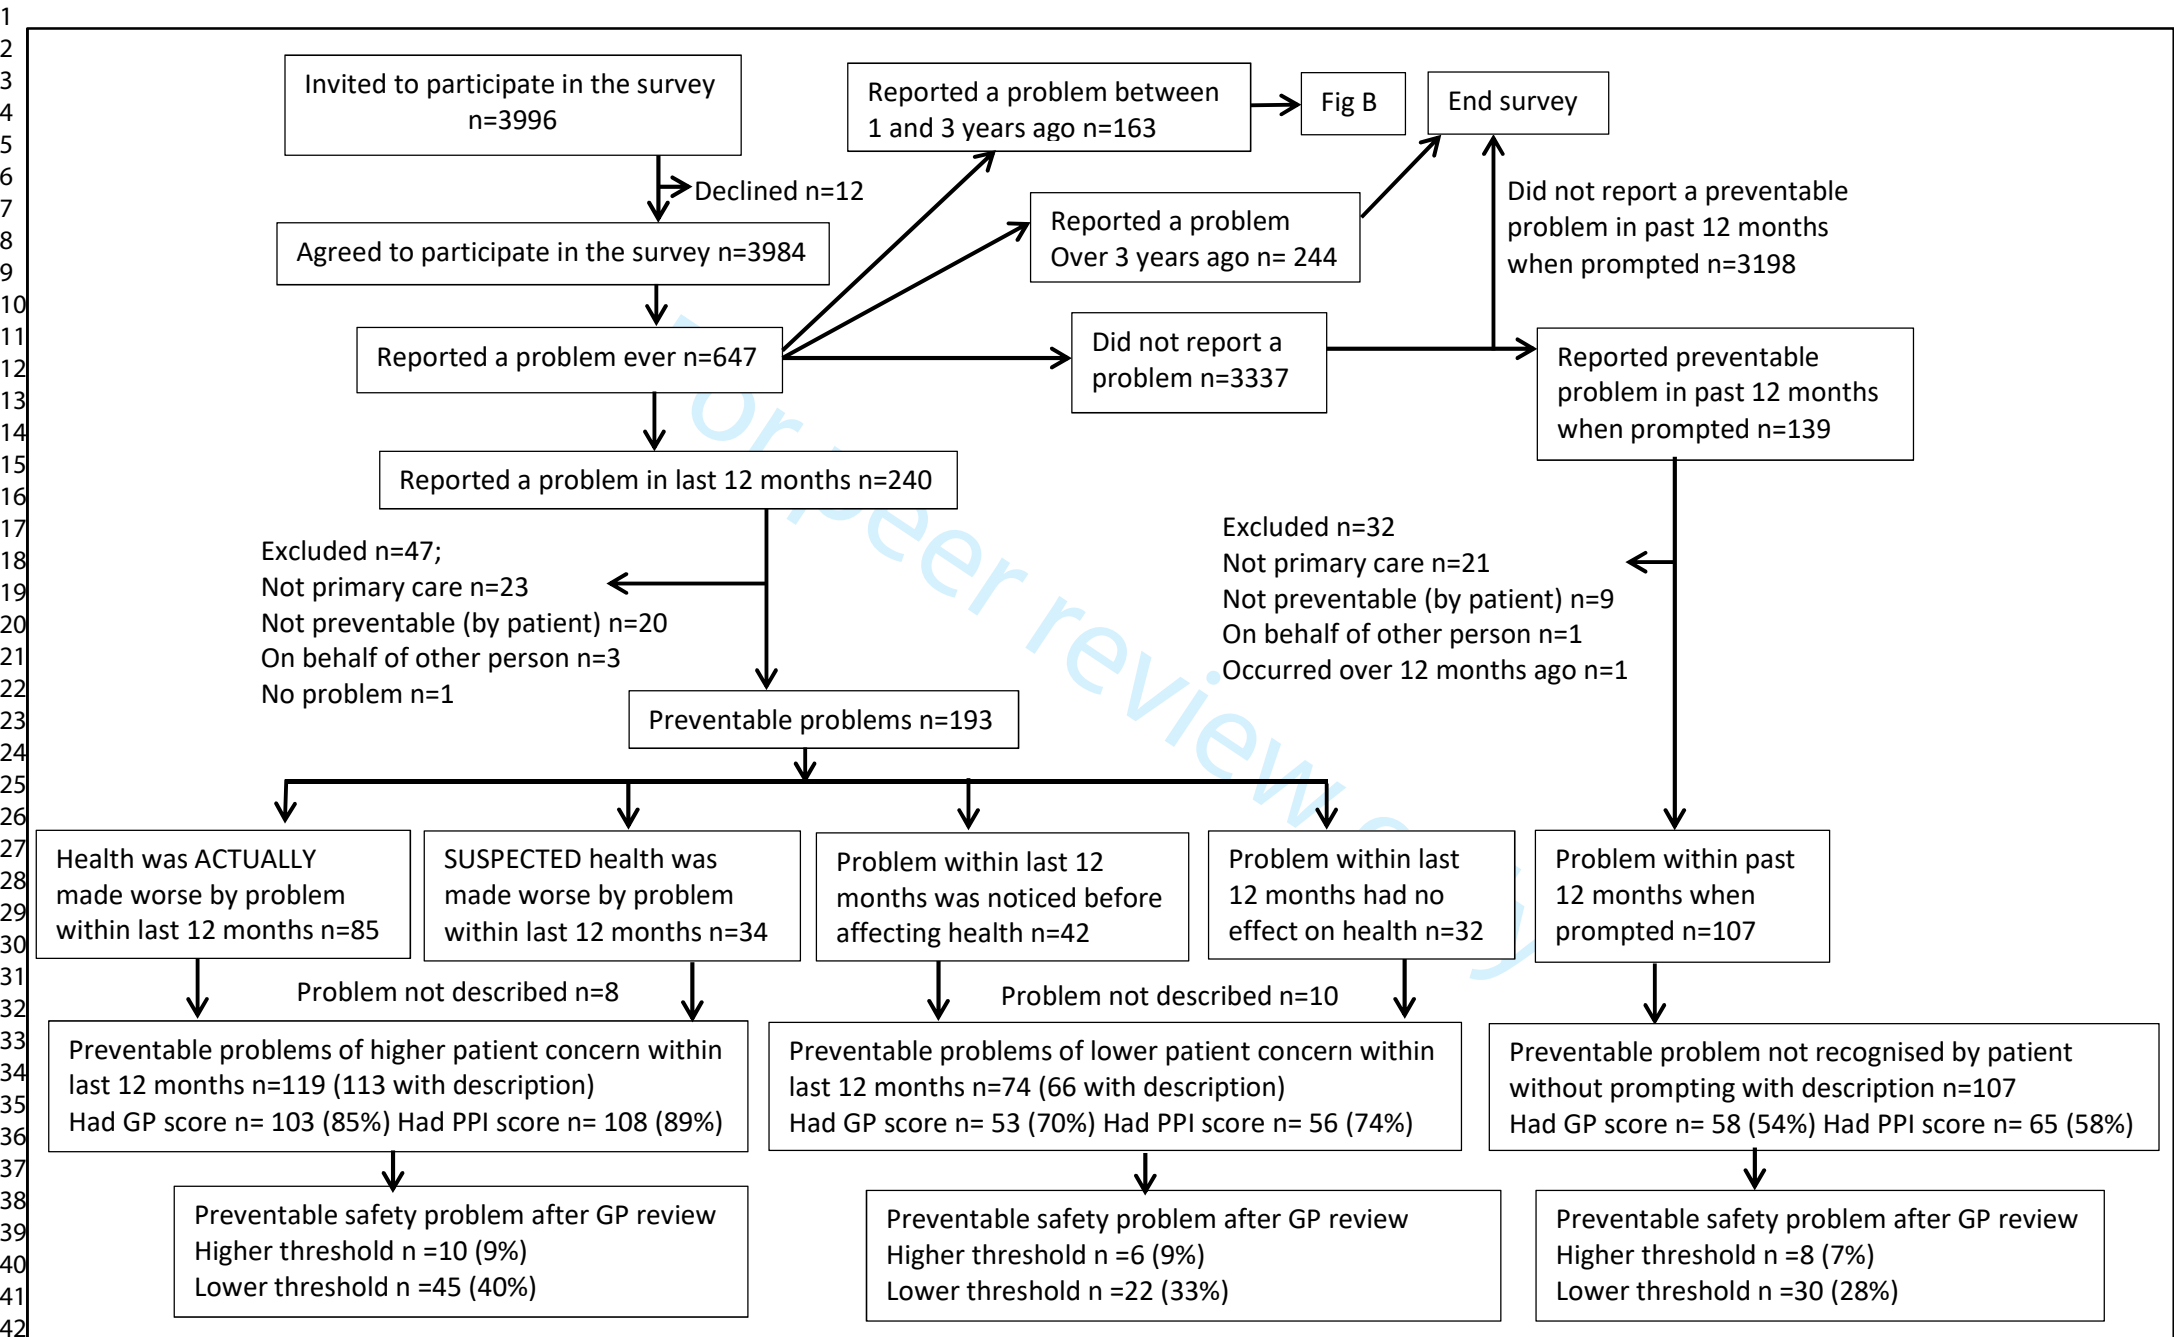 1
2
3
4
5
6
7
8
9
10
11
12
13
14
15
16
17
18
19
20
21
22
23
24
25
26
27
28
29
30
31
32
33
34
35
36
37
38
39
40
41
42
Invited to participate in the survey
n=3996
Declined n=12
Agreed to participate in the survey n=3984
Reported a problem ever n=647
Reported a problem between
1 and 3 years ago n=163
Fig B
End survey
Reported a problem
Over 3 years ago n= 244
Did not report a preventable
problem in past 12 months
when prompted n=3198
Did not report a
problem n=3337
Reported preventable
problem in past 12 months
when prompted n=139
Reported a problem in last 12 months n=240
Excluded n=47;
Not primary care n=23
Not preventable (by patient) n=20
On behalf of other person n=3
No problem n=1
Excluded n=32
Not primary care n=21
Not preventable (by patient) n=9
On behalf of other person n=1
Occurred over 12 months ago n=1
Preventable problems n=193
Health was ACTUALLY
made worse by problem
within last 12 months n=85
SUSPECTED health was
made worse by problem
within last 12 months n=34
Problem within last 12
months was noticed before
affecting health n=42
Problem within last
12 months had no
effect on health n=32
Problem within past
12 months when
prompted n=107
Problem not described n=8
Problem not described n=10
Preventable problems of higher patient concern within
last 12 months n=119 (113 with description)
Had GP score n= 103 (85%) Had PPI score n= 108 (89%)
Preventable problems of lower patient concern within
last 12 months n=74 (66 with description)
Had GP score n= 53 (70%) Had PPI score n= 56 (74%)
Preventable problem not recognised by patient
without prompting with description n=107
Had GP score n= 58 (54%) Had PPI score n= 65 (58%)
Preventable safety problem after GP review
Higher threshold n =10 (9%)
Lower threshold n =45 (40%)
Preventable safety problem after GP review
Higher threshold n =6 (9%)
Lower threshold n =22 (33%)
Preventable safety problem after GP review
Higher threshold n =8 (7%)
Lower threshold n =30 (28%)
For peer review only